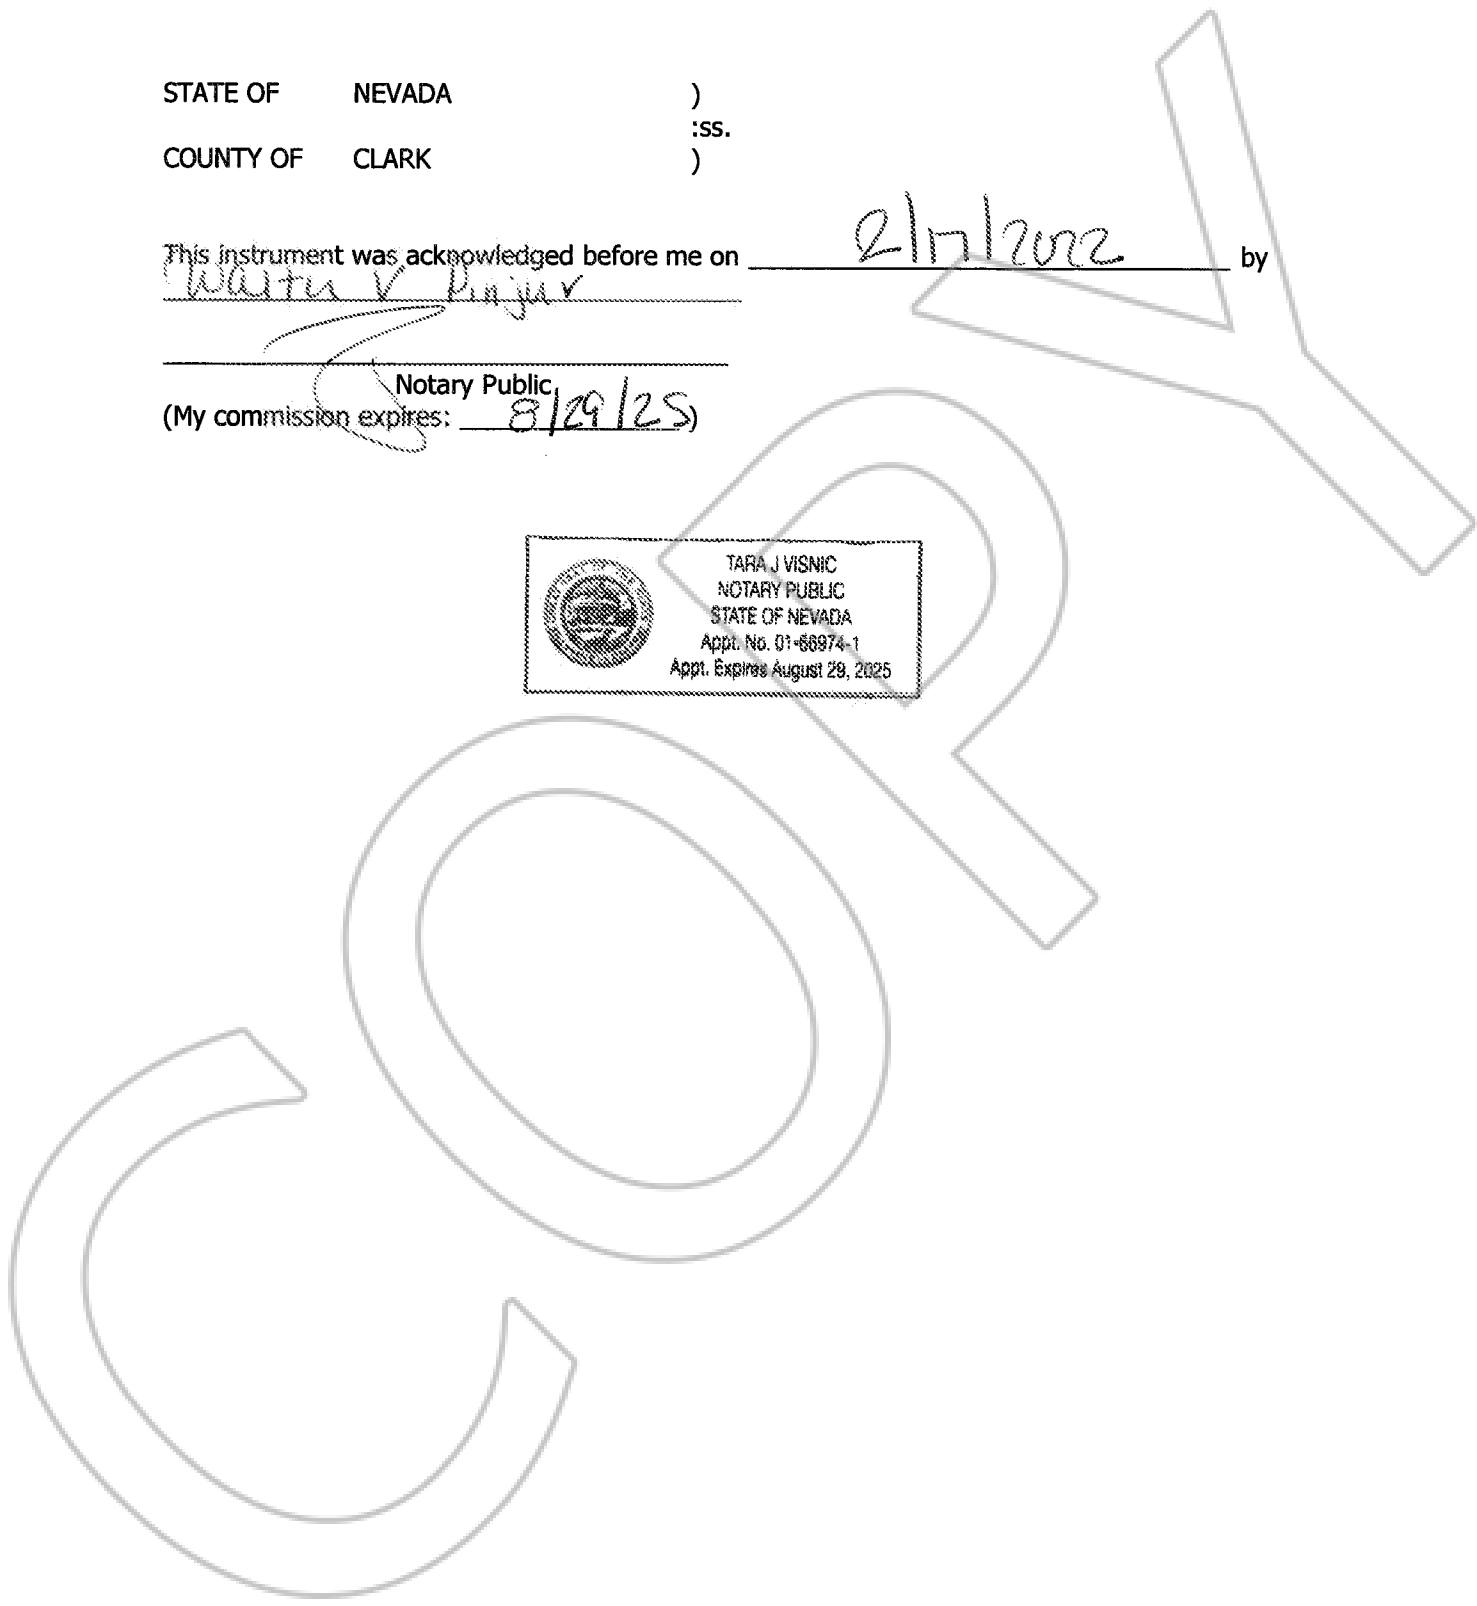 STATE OF NEVADA )
:ss.
COUNTY OF CLARK )
This instrument was acknowledged before me on 2/17/2022 by
V
Notary Public
(My commission expires: 8/29/25)
TARA J VISNIC
NOTARY PUBLIC
STATE OF NEVADA
Appt. No. 01-66974-1
Appt. Expires August 29, 2025
COPY